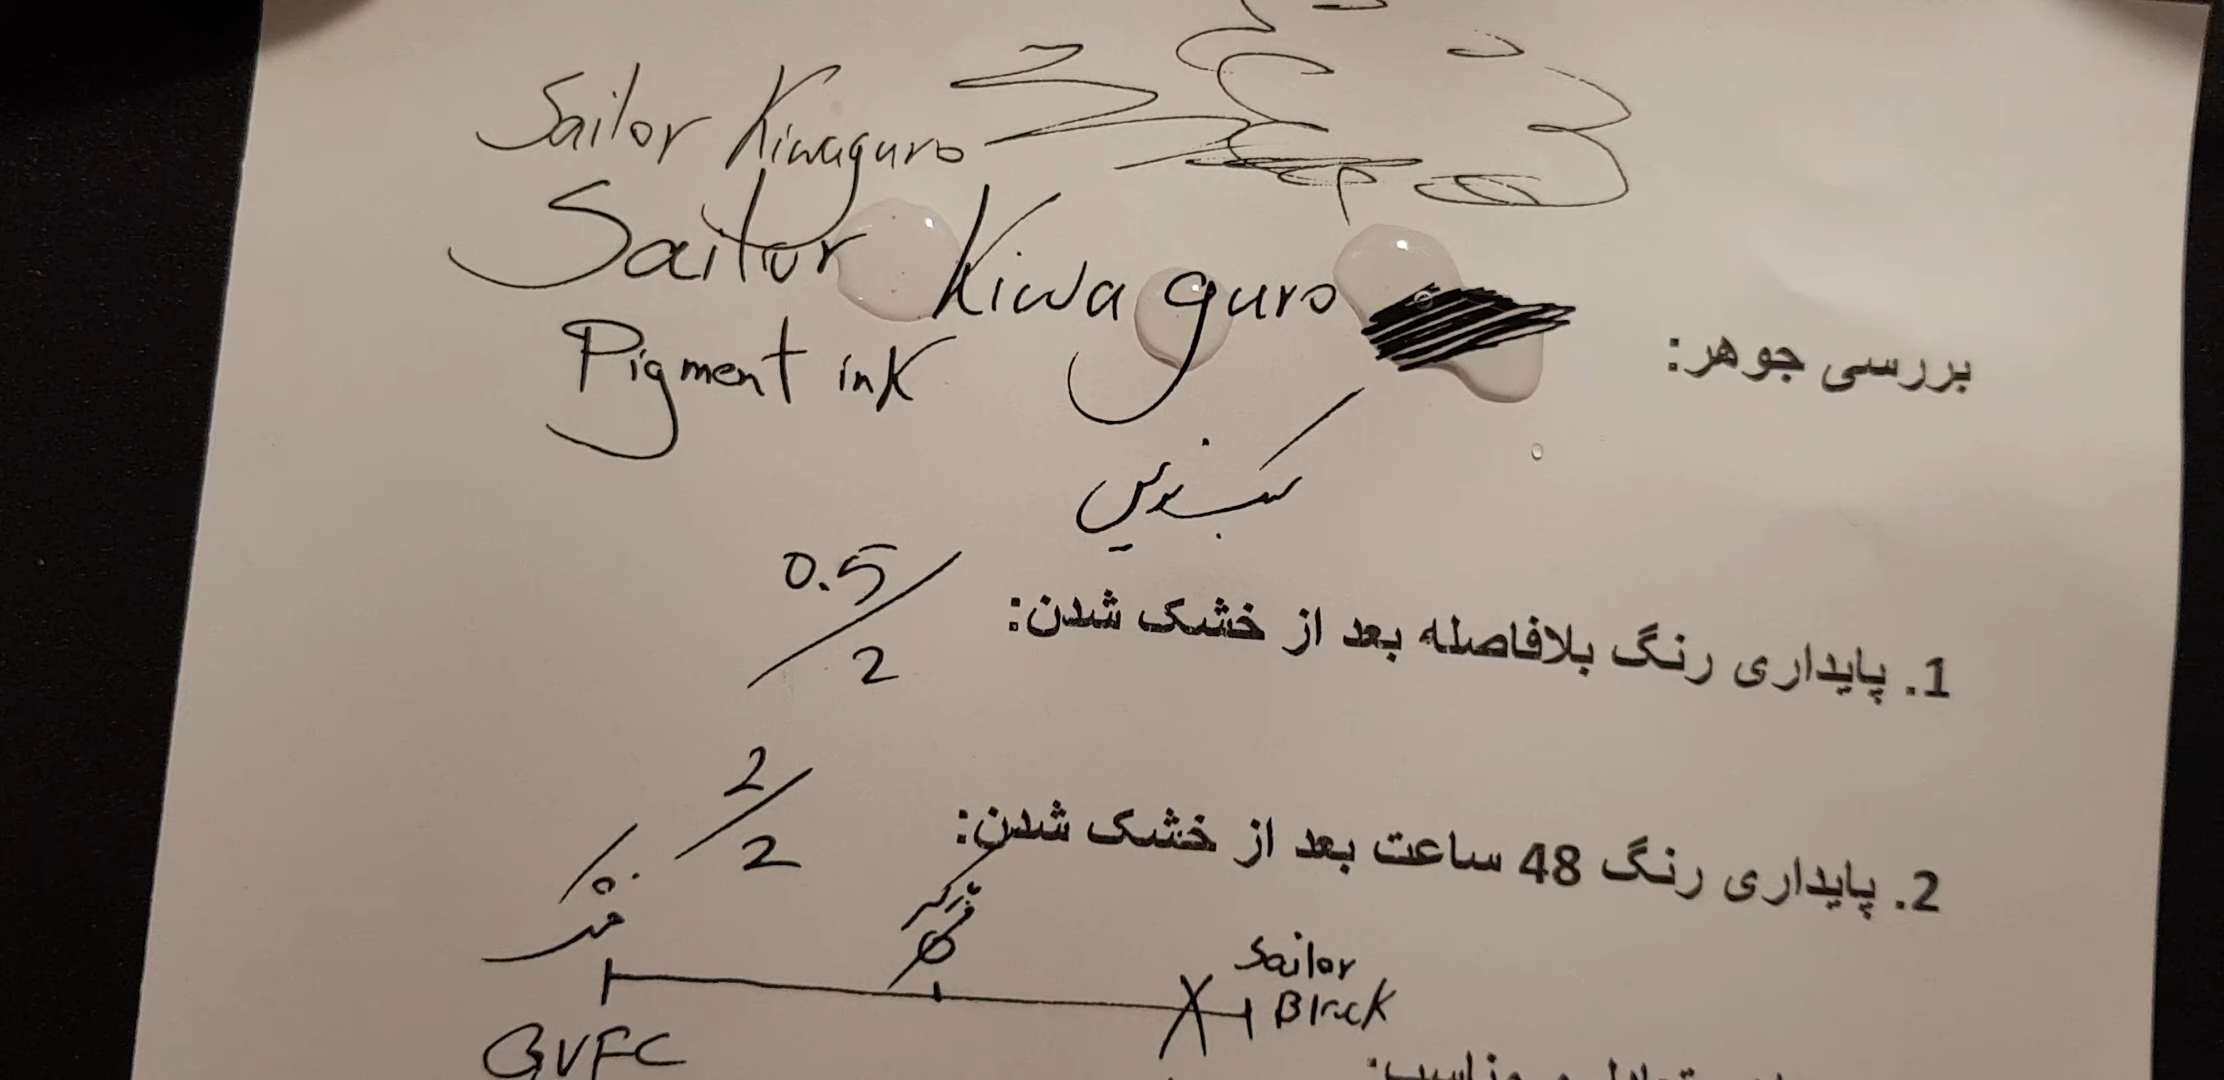 Sailor Kiwaguro
Sailor Kiwaguro
Pigment ink
بررسی جوهر:
0.5/2
1. پایداری رنگ بلافاصله بعد از خشک شدن:
2/2
2. پایداری رنگ 48 ساعت بعد از خشک شدن:
Sailor
Black
GVFC